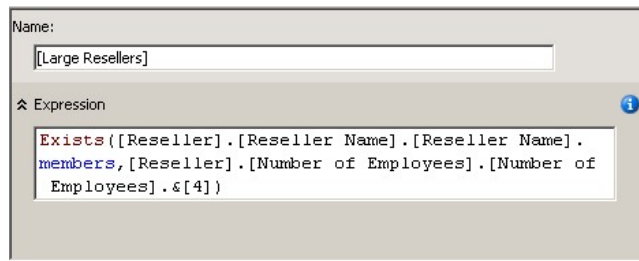 Name:
[Large Resellers]
Expression
Exists([Reseller].[Reseller Name].[Reseller Name].
members,[Reseller].[Number of Employees].[Number of
Employees].&[4])